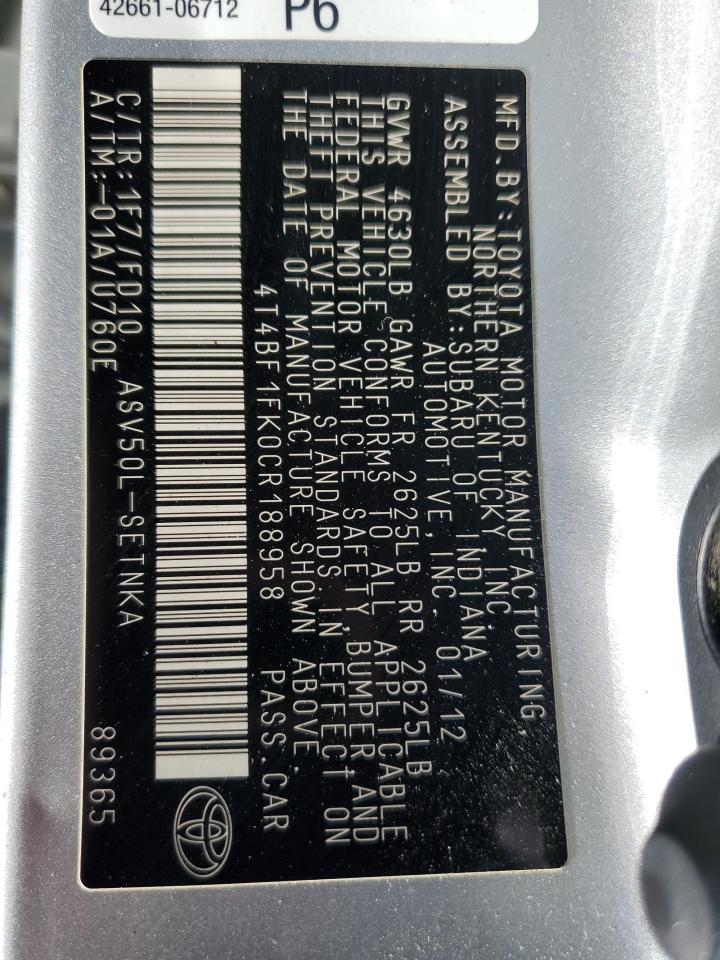 42661-06712 P6
MFD.BY:TOYOTA MOTOR MANUFACTURING
NORTHERN KENTUCKY INC.
ASSEMBLED BY:SUBARU OF INDIANA
AUTOMOTIVE,INC. 01/12
GVWR 4630LB GAWR FR 2625LB RR 2625LB
THIS VEHICLE CONFORMS TO ALL APPLICABLE
FEDERAL MOTOR VEHICLE SAFETY, BUMPER AND
THEFT PREVENTION STANDARDS IN EFFECT ON
THE DATE OF MANUFACTURE SHOWN ABOVE
4T4BF1FK0CR188958 PASS.CAR
C/TR:1F7/FD10 ASV50L-SETNKA
A/TM:-01A/U760E 89365